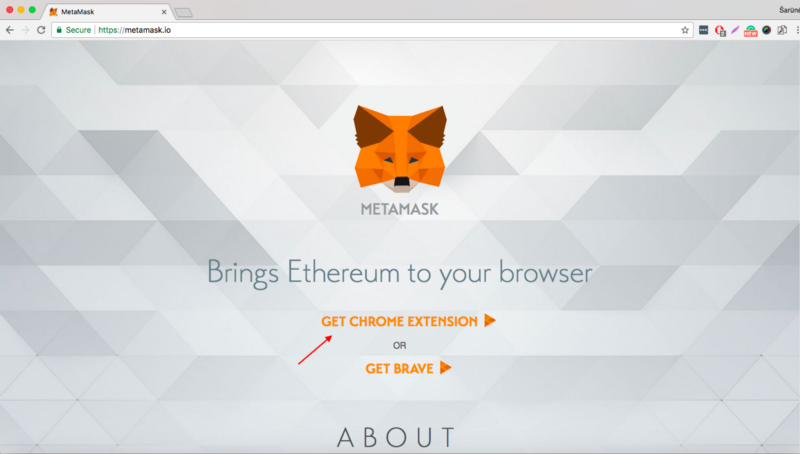 MetaMask
Šarūnė
Secure
https://metamask.io
NEW
METAMASK
Brings Ethereum to your browser
GET CHROME EXTENSION
OR
GET BRAVE
ABOUT